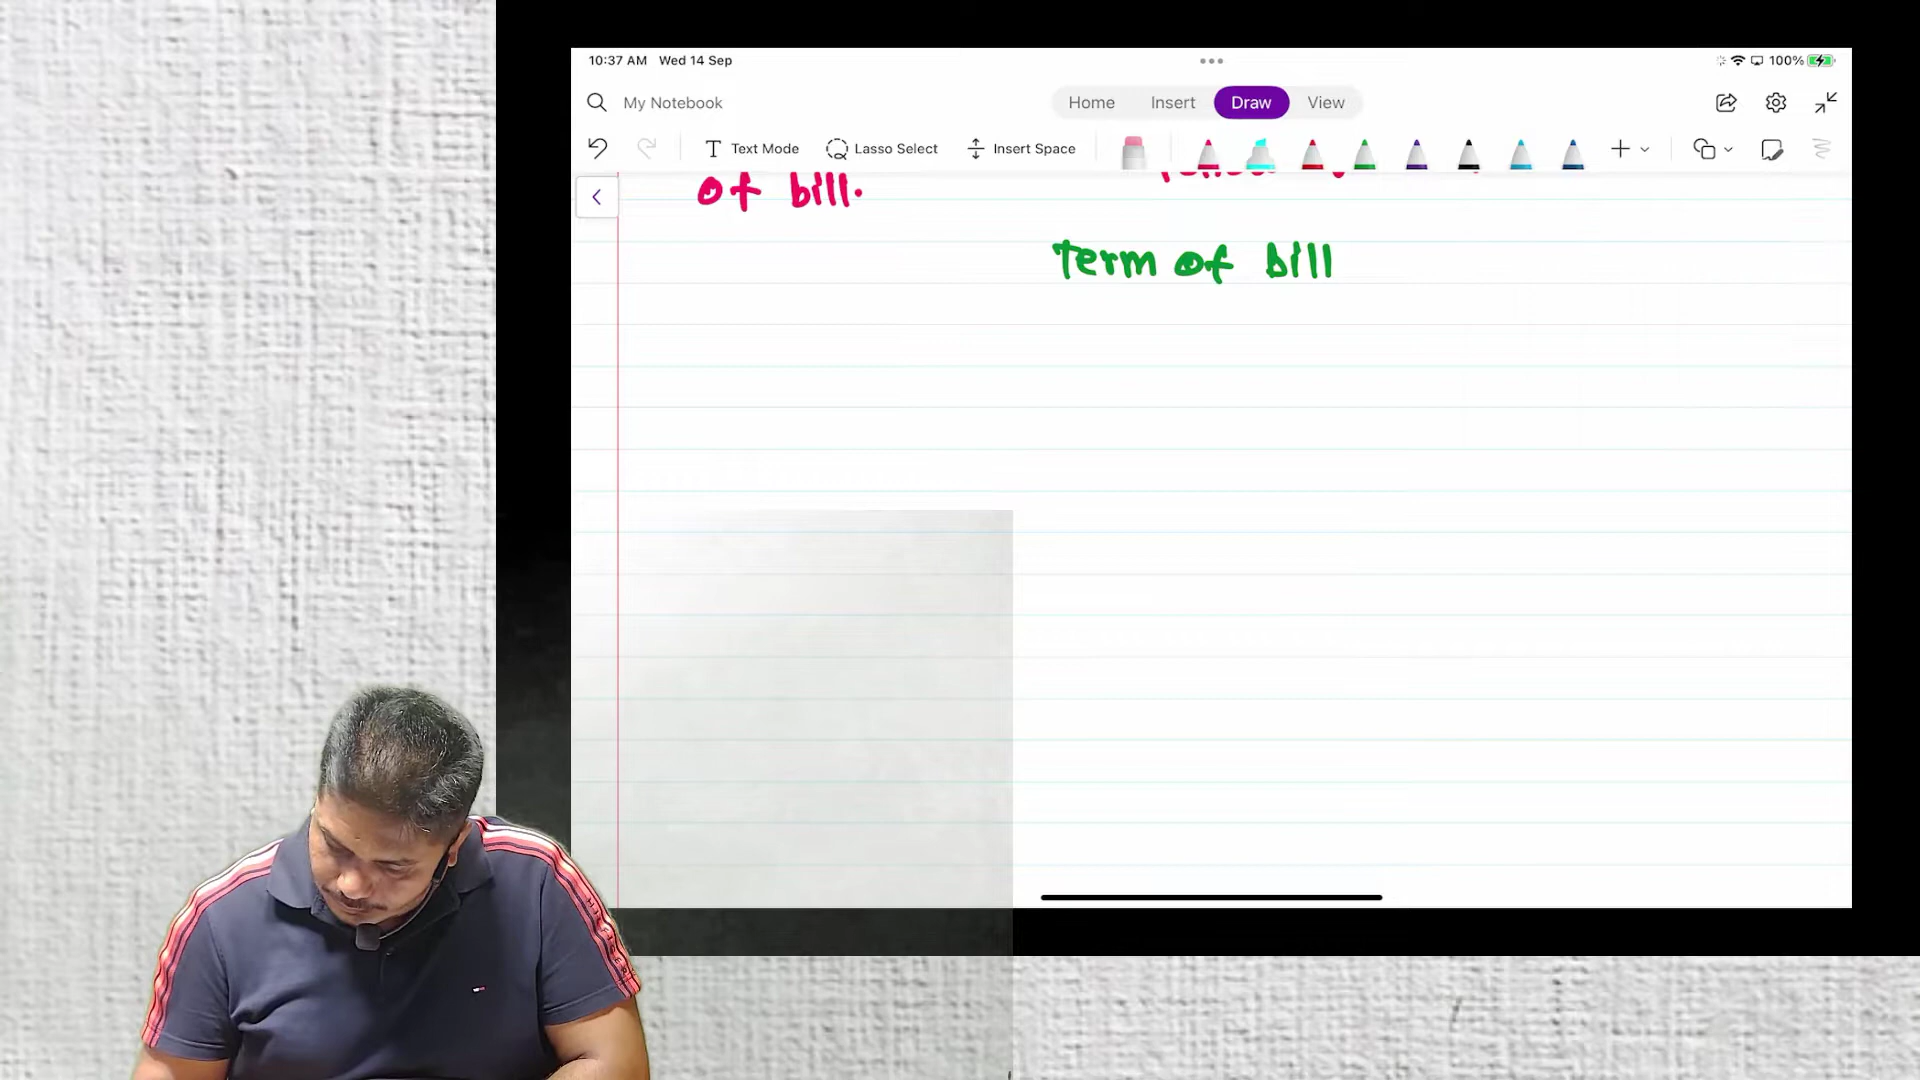 10:37 AM Wed 14 Sep
100%
My Notebook
Home Insert Draw View
Text Mode Lasso Select Insert Space
of bill.
Term of bill